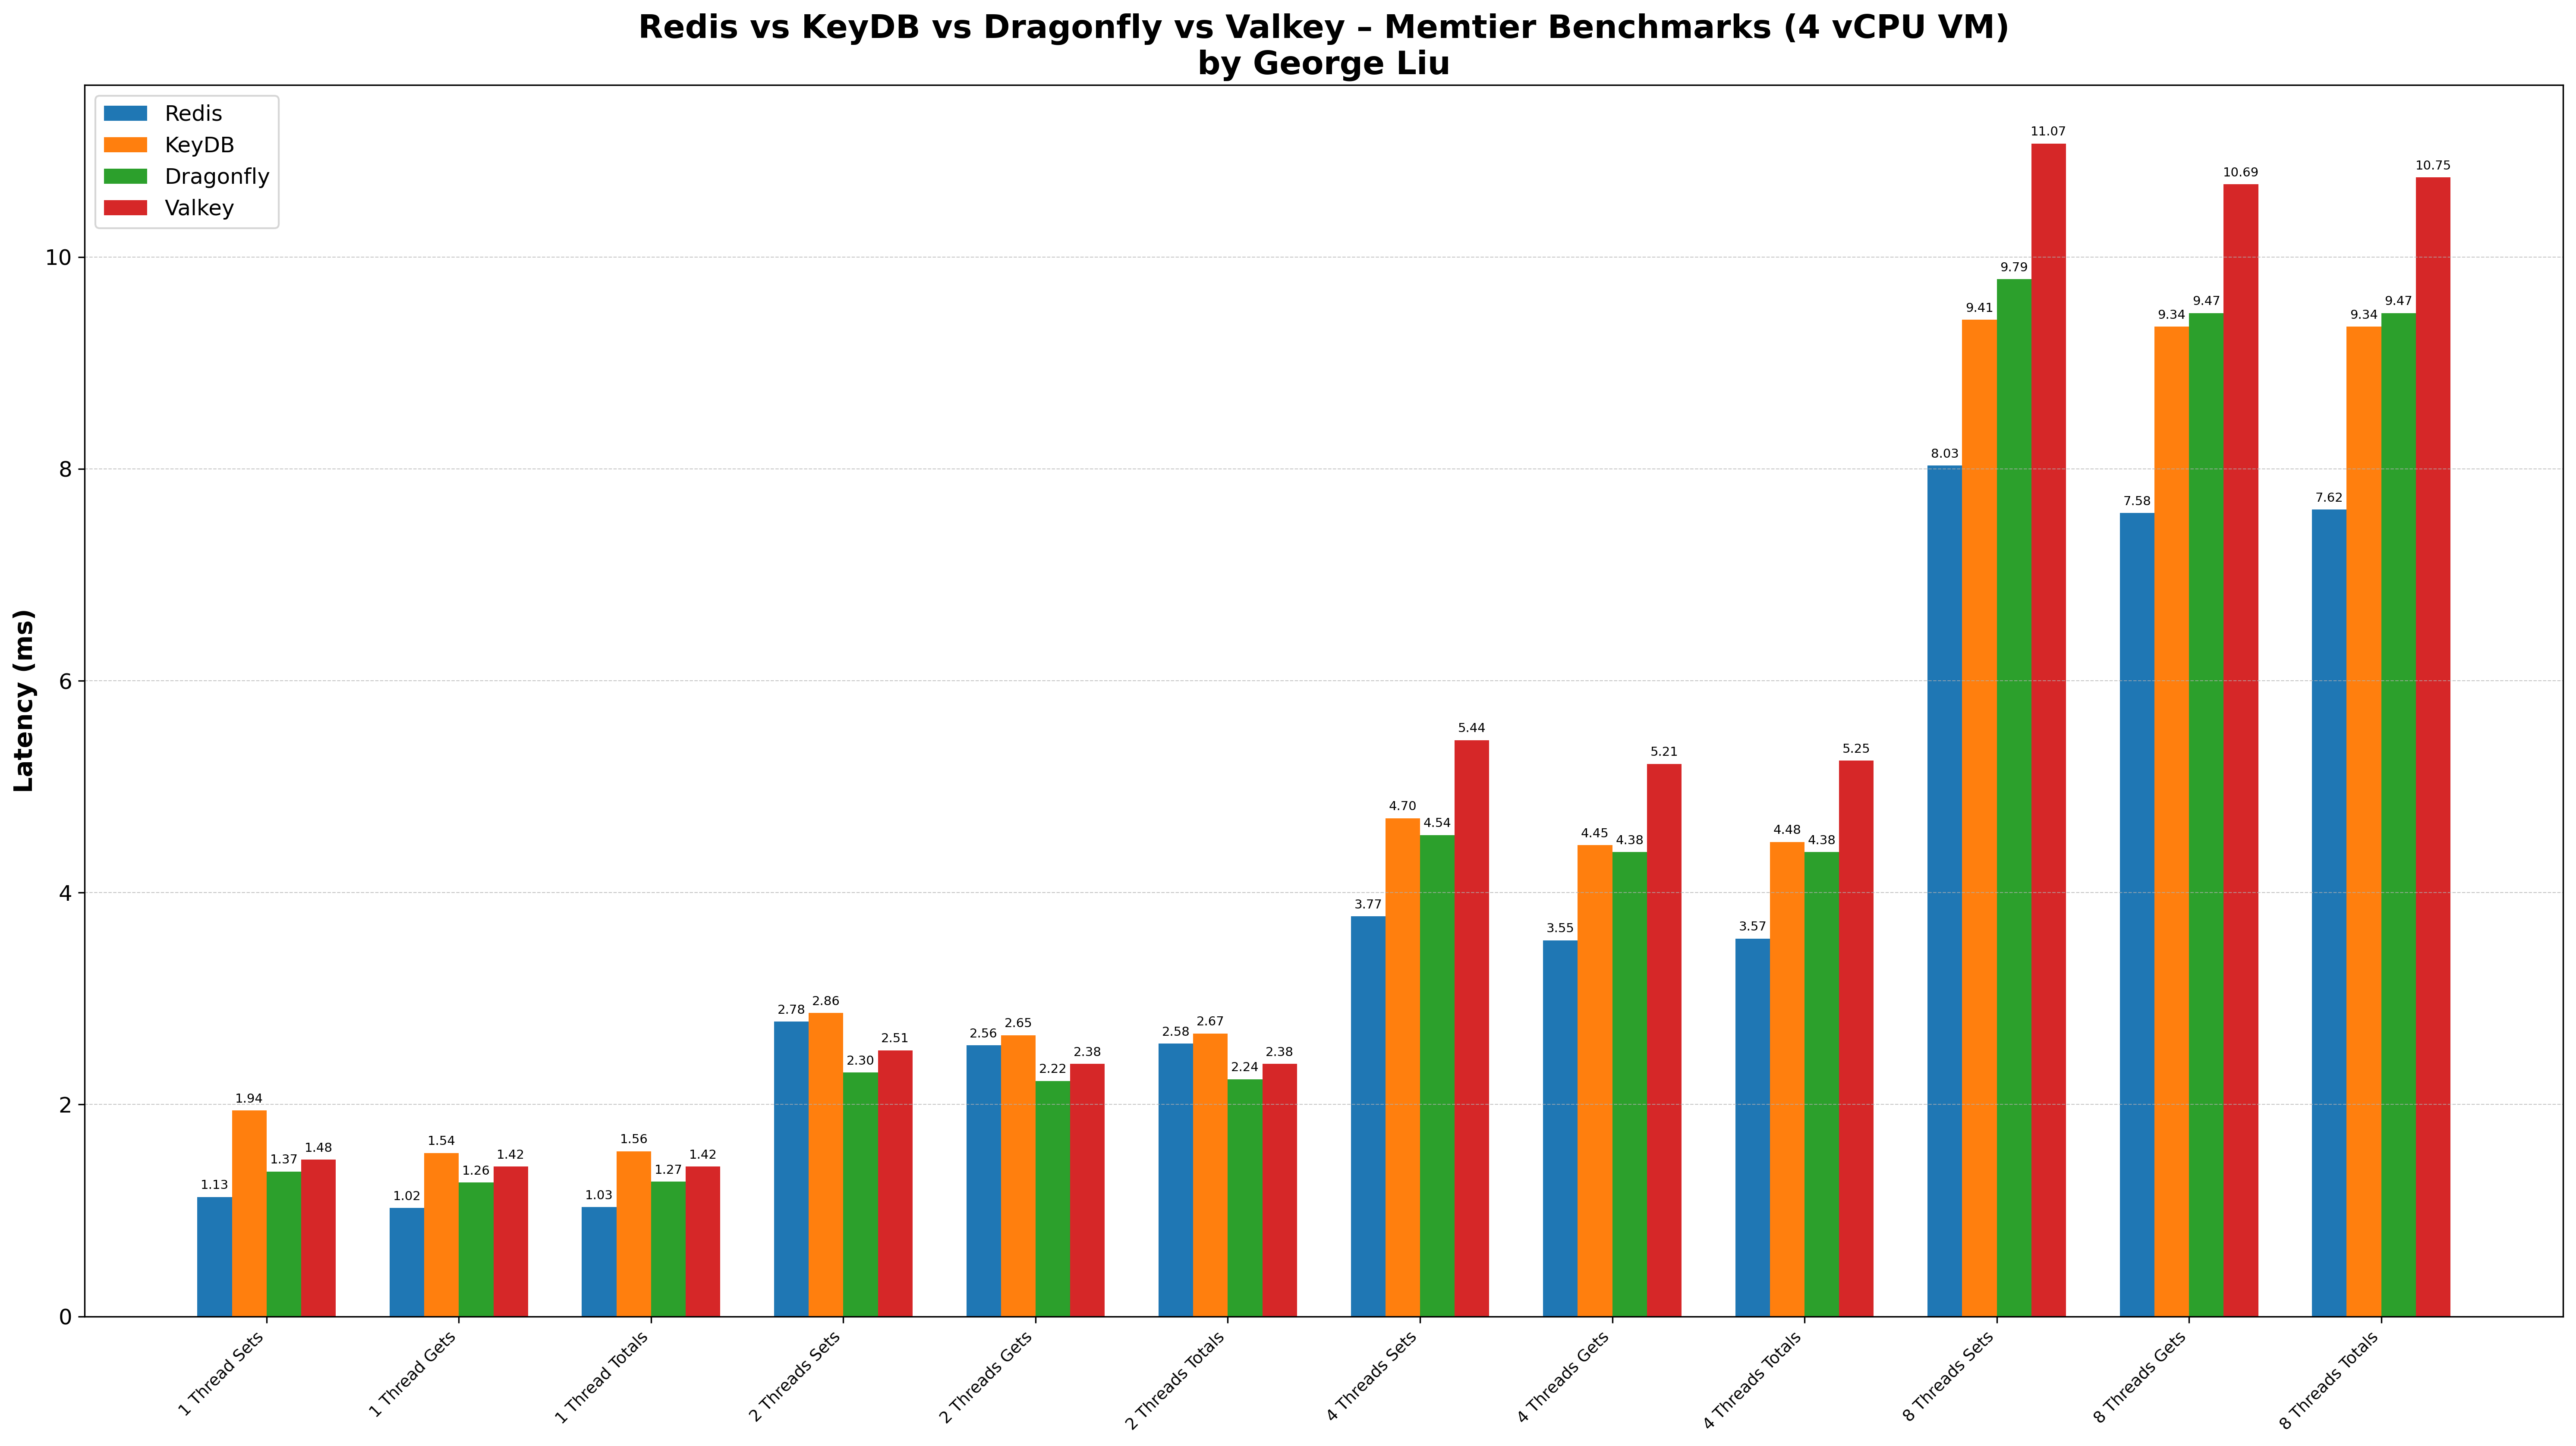 Redis vs KeyDB vs Dragonfly vs Valkey – Memtier Benchmarks (4 vCPU VM)
by George Liu
Redis
KeyDB
Dragonfly
Valkey
Latency (ms)
10
8
6
4
2
0
1.13
1.94
1.37
1.48
1.02
1.54
1.26
1.42
1.03
1.56
1.27
1.42
2.78
2.86
2.30
2.51
2.56
2.65
2.22
2.38
2.58
2.67
2.24
2.38
3.77
4.70
4.54
5.44
3.55
4.45
4.38
5.21
3.57
4.48
4.38
5.25
8.03
9.41
9.79
11.07
7.58
9.34
9.47
10.69
7.62
9.34
9.47
10.75
1 Thread Sets
1 Thread Gets
1 Thread Totals
2 Threads Sets
2 Threads Gets
2 Threads Totals
4 Threads Sets
4 Threads Gets
4 Threads Totals
8 Threads Sets
8 Threads Gets
8 Threads Totals